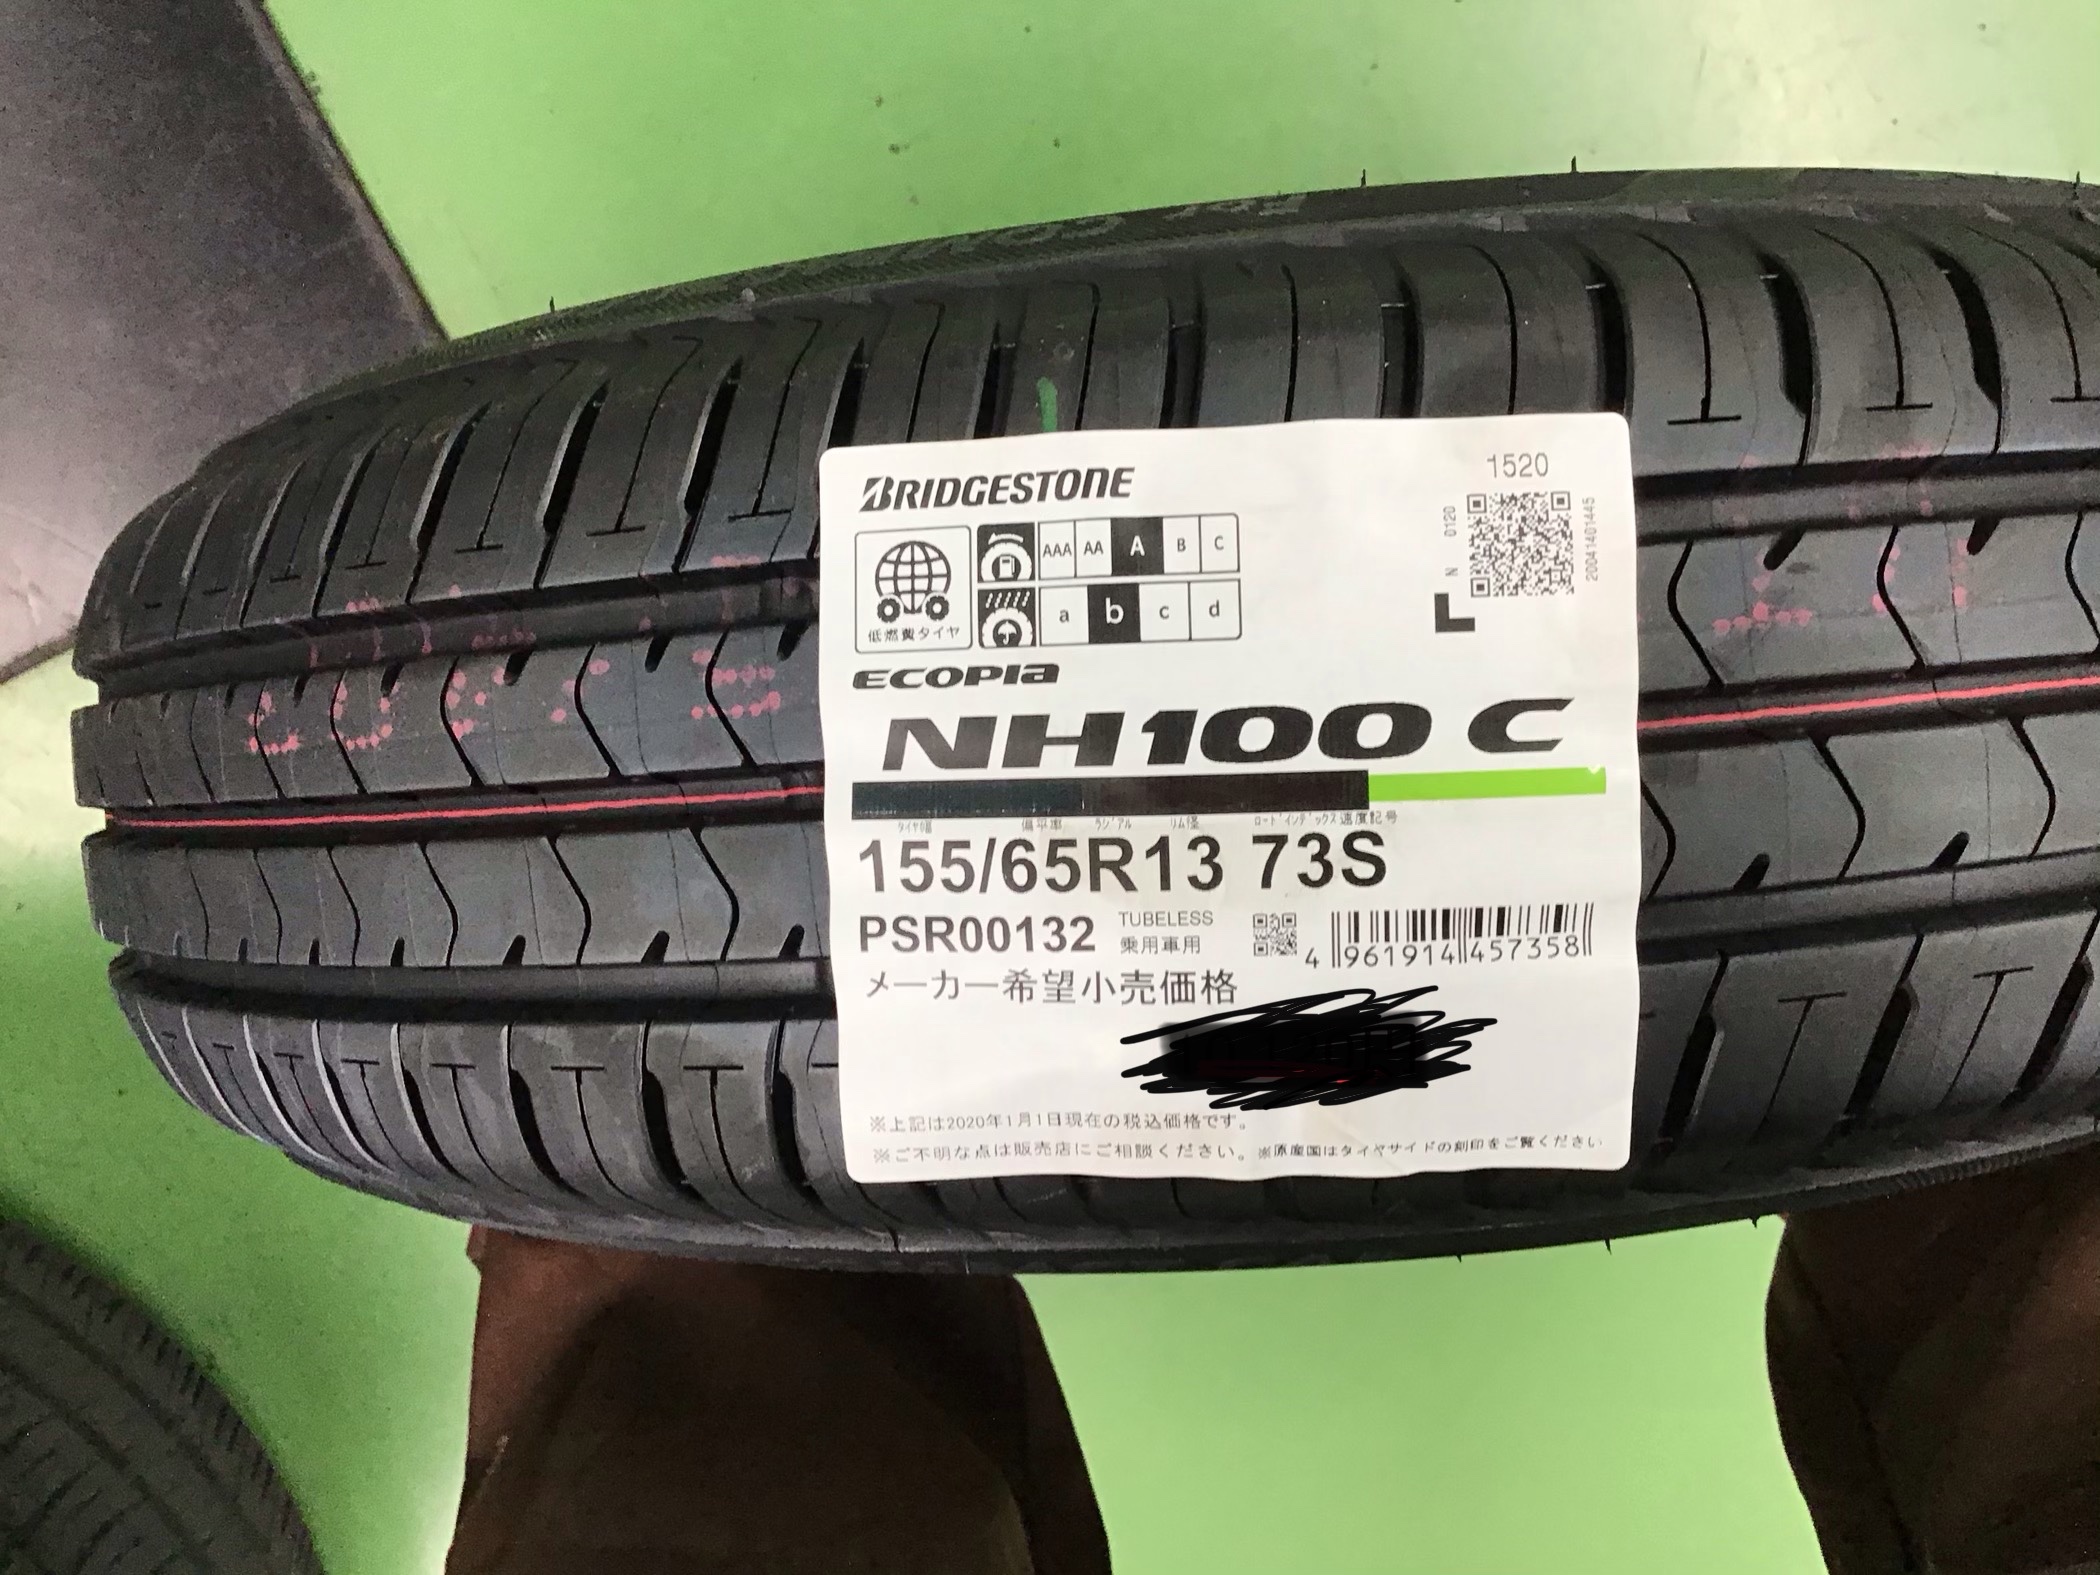 BRIDGESTONE
1520
AAA AA A B C
N 0120
200414014445
a b c d
L
低燃費タイヤ
ECOPIA
NH100 C
タイヤ幅 偏平率 ラジアル リム径 ロードインデックス 速度記号
155/65R13 73S
PSR00132 TUBELESS
乗用車用
4 961914 457358
メーカー希望小売価格
※上記は2020年1月1日現在の税込価格です。
※ご不明な点は販売店にご相談ください。※原産国はタイヤサイドの刻印をご覧ください